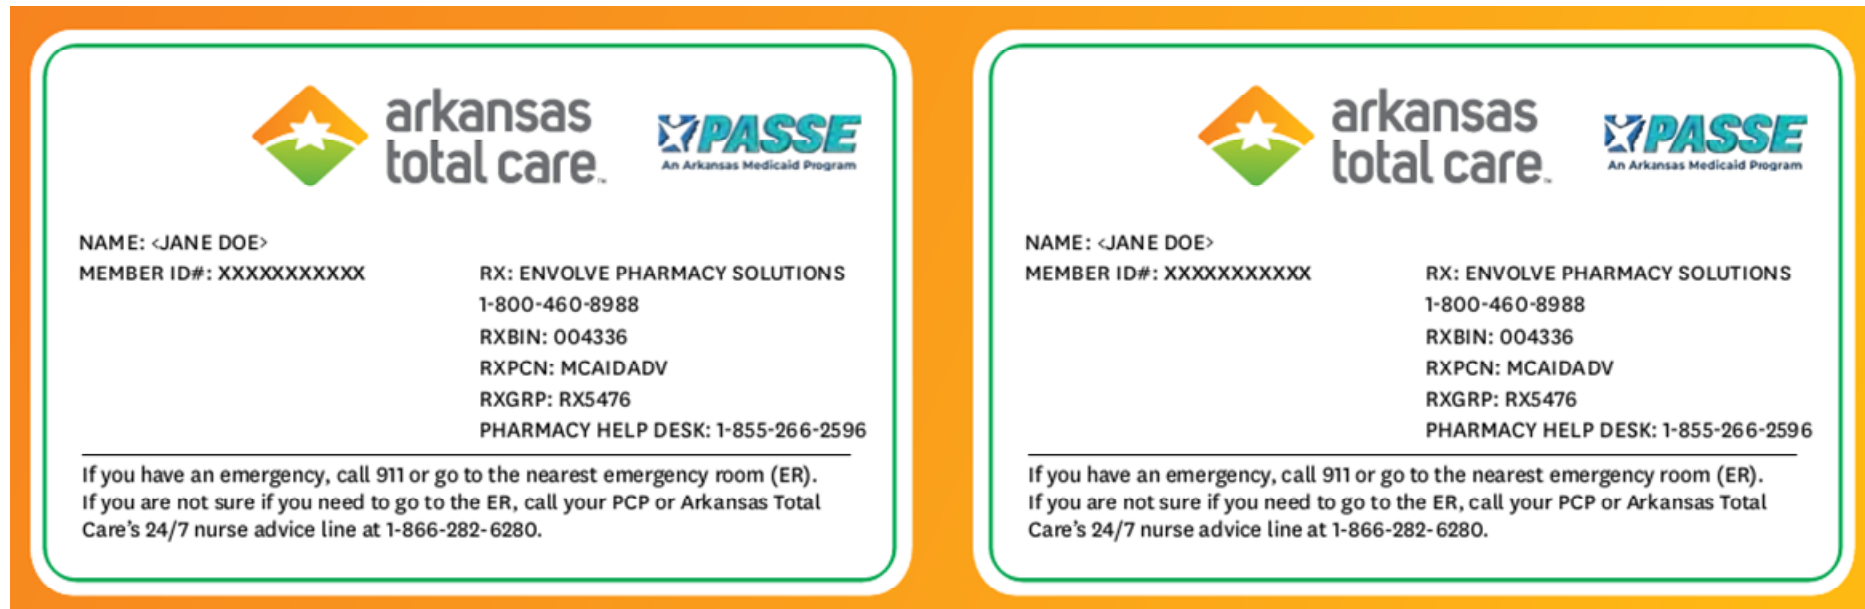 arkansas
total care™
PASSE
An Arkansas Medicaid Program
NAME: <JANE DOE>
MEMBER ID#: XXXXXXXXXXX
RX: ENVOLVE PHARMACY SOLUTIONS
1-800-460-8988
RXBIN: 004336
RXPCN: MCAIDADV
RXGRP: RX5476
PHARMACY HELP DESK: 1-855-266-2596
If you have an emergency, call 911 or go to the nearest emergency room (ER).
If you are not sure if you need to go to the ER, call your PCP or Arkansas Total
Care's 24/7 nurse advice line at 1-866-282-6280.
arkansas
total care™
PASSE
An Arkansas Medicaid Program
NAME: <JANE DOE>
MEMBER ID#: XXXXXXXXXXX
RX: ENVOLVE PHARMACY SOLUTIONS
1-800-460-8988
RXBIN: 004336
RXPCN: MCAIDADV
RXGRP: RX5476
PHARMACY HELP DESK: 1-855-266-2596
If you have an emergency, call 911 or go to the nearest emergency room (ER).
If you are not sure if you need to go to the ER, call your PCP or Arkansas Total
Care's 24/7 nurse advice line at 1-866-282-6280.